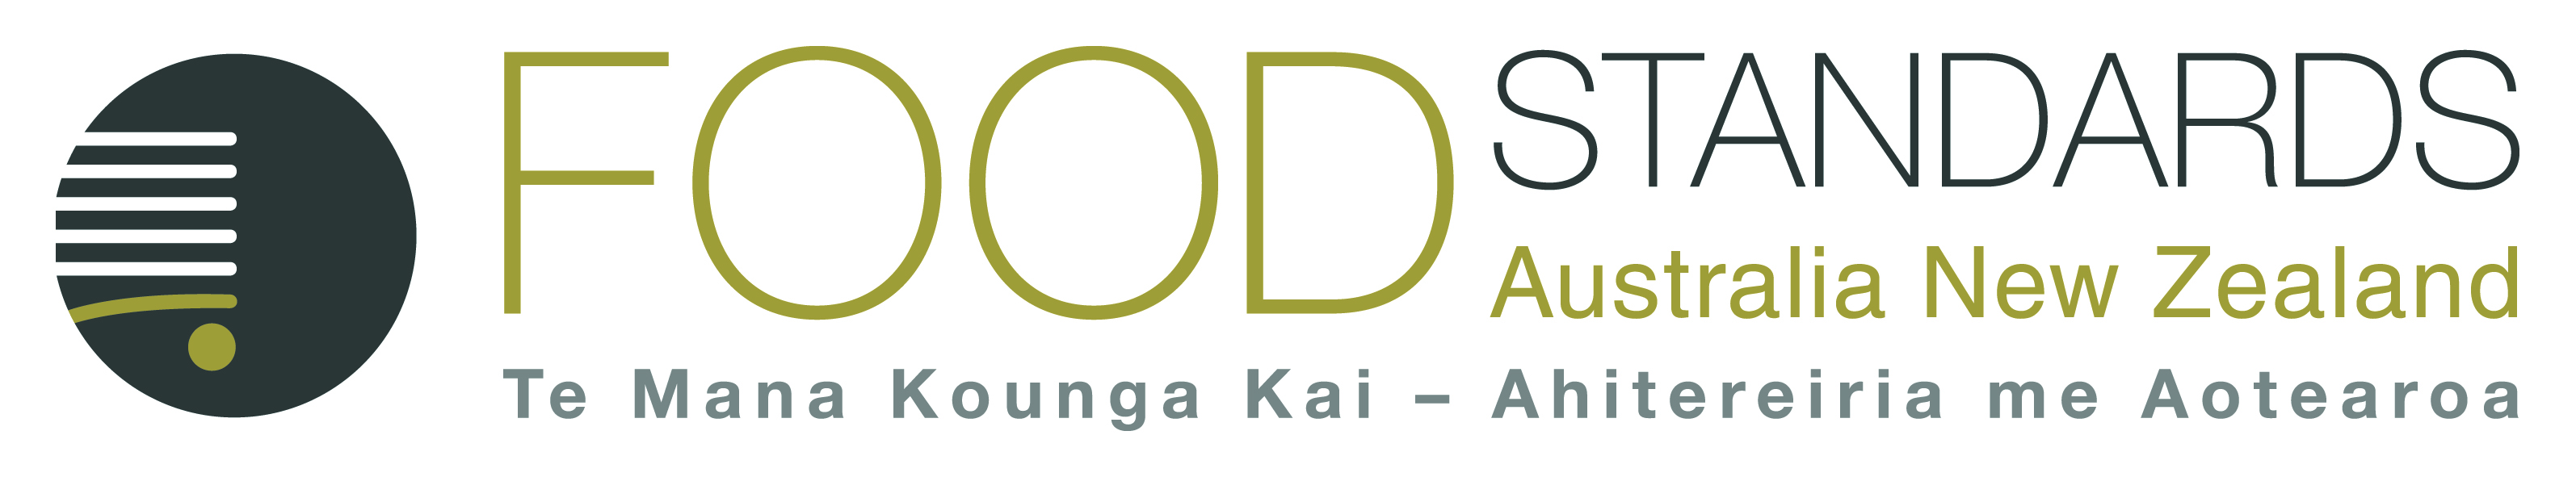 FOOD STANDARDS
Australia New Zealand
Te Mana Kounga Kai – Ahitereiria me Aotearoa